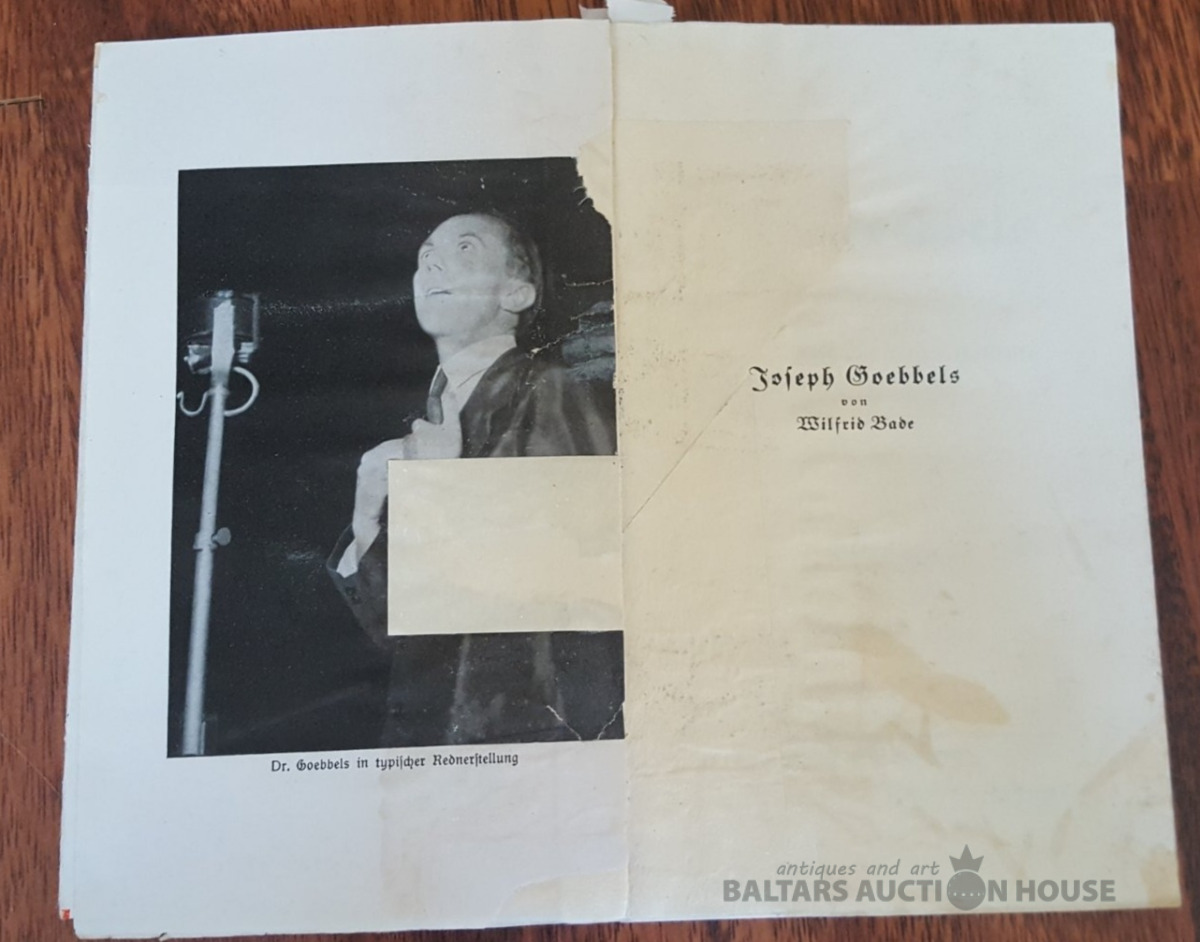 Dr. Goebbels in typischer Rednerstellung
Joseph Goebbels
von
Wilfrid Bade
antiques and art
BALTARS AUCTION HOUSE